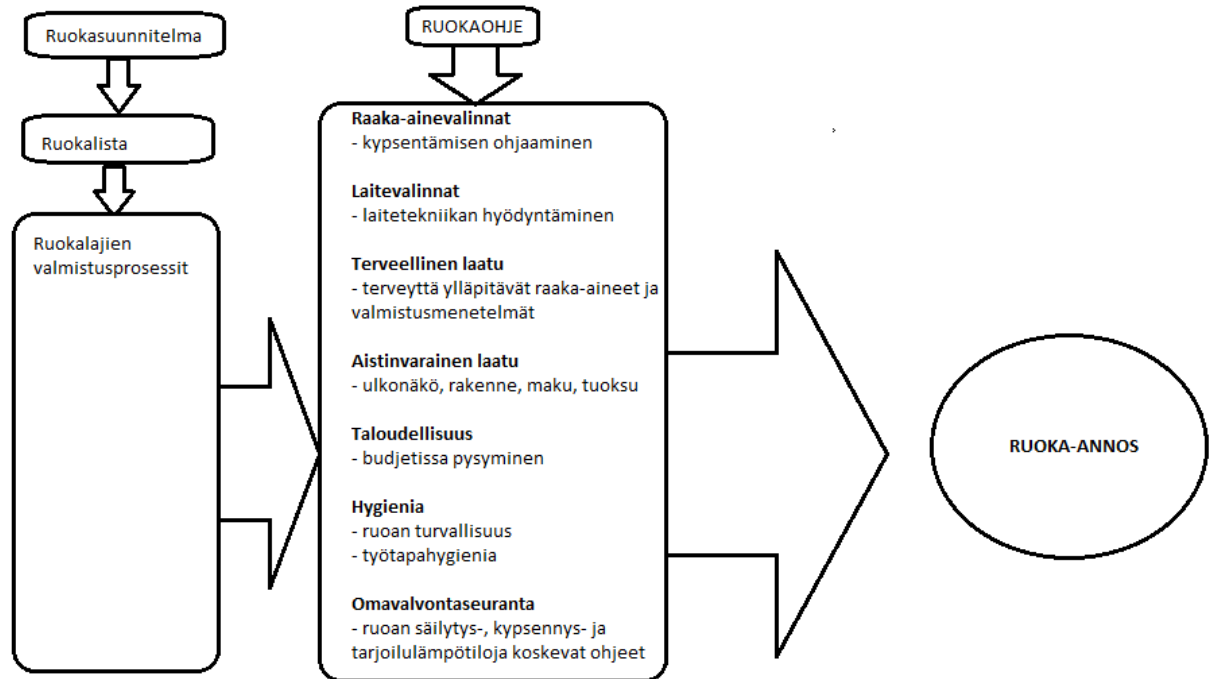 Ruokasuunnitelma
Ruokalista
Ruokalajien
valmistusprosessit
RUOKAOHJE
Raaka-ainevalinnat
- kypsentämisen ohjaaminen
Laitevalinnat
- laitetekniikan hyödyntäminen
Terveellinen laatu
- terveyttä ylläpitävät raaka-aineet ja
valmistusmenetelmät
Aistinvarainen laatu
- ulkonäkö, rakenne, maku, tuoksu
Taloudellisuus
- budjetissa pysyminen
Hygienia
- ruoan turvallisuus
- työtapahygienia
Omavalvontaseuranta
- ruoan säilytys-, kypsennys- ja
tarjoilulämpötiloja koskevat ohjeet
RUOKA-ANNOS